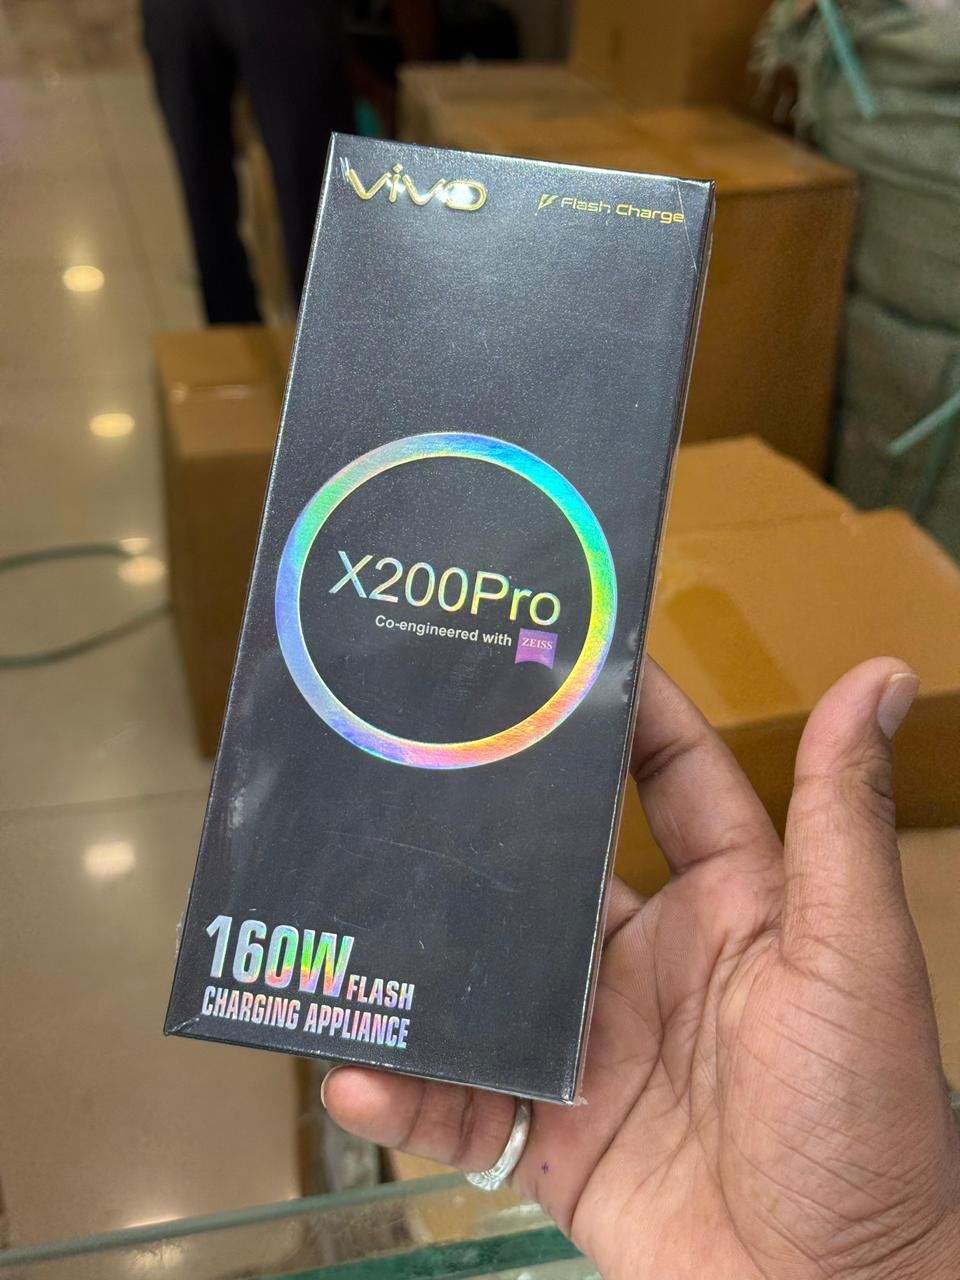 vivo
Flash Charge
X200Pro
Co-engineered with ZEISS
160W FLASH
CHARGING APPLIANCE